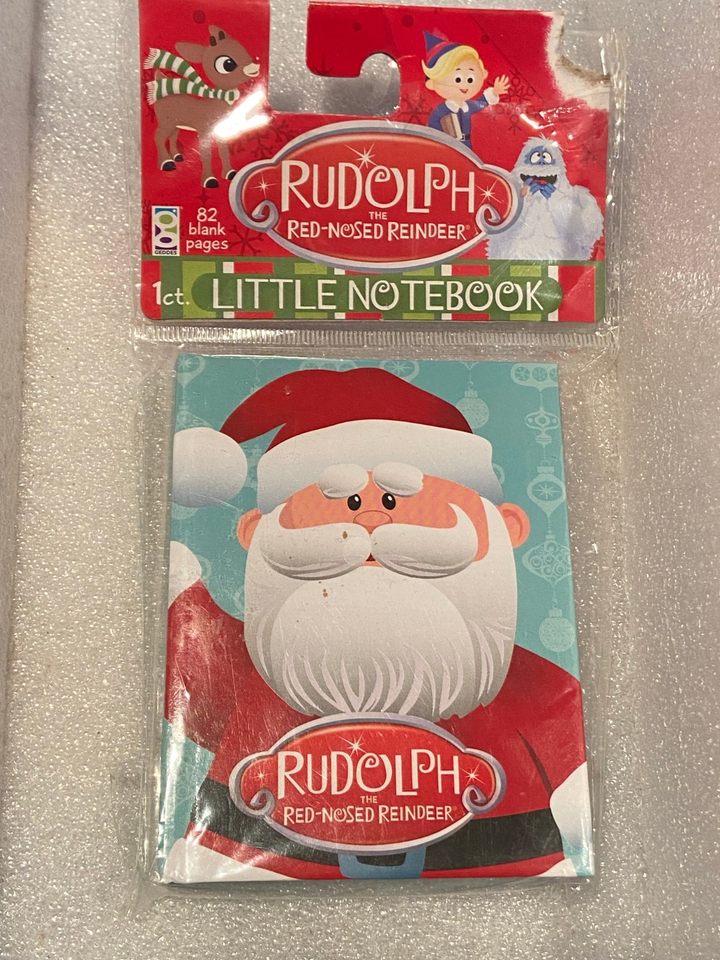 RUDOLPH
THE
RED-NOSED REINDEER®
82
blank
pages
GEDDES
1ct. LITTLE NOTEBOOK
RUDOLPH
THE
RED-NOSED REINDEER®